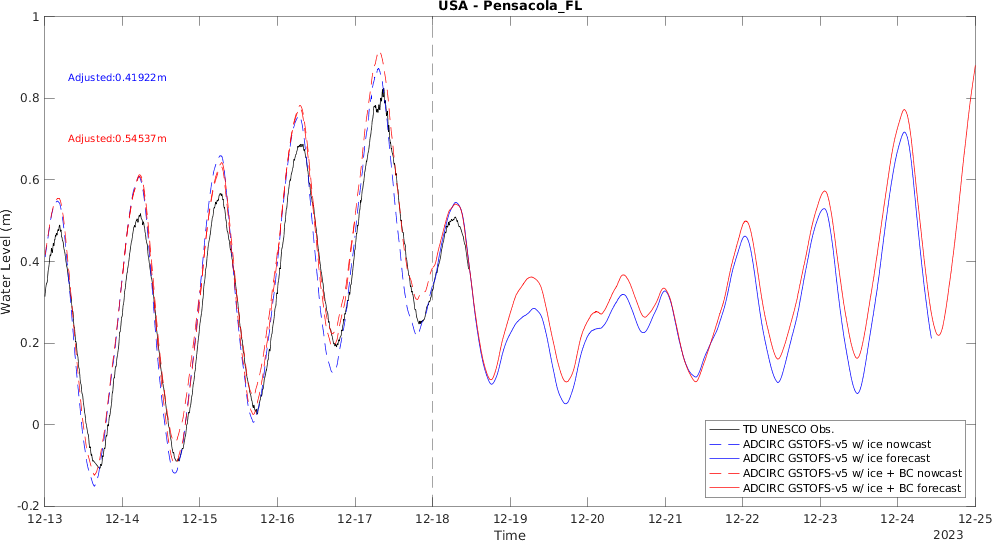 USA - Pensacola_FL
Adjusted:0.41922m
Adjusted:0.54537m
Water Level (m)
1
0.8
0.6
0.4
0.2
0
-0.2
12-13 12-14 12-15 12-16 12-17 12-18 12-19 12-20 12-21 12-22 12-23 12-24 12-25
Time
2023
TD UNESCO Obs.
ADCIRC GSTOFS-v5 w/ ice nowcast
ADCIRC GSTOFS-v5 w/ ice forecast
ADCIRC GSTOFS-v5 w/ ice + BC nowcast
ADCIRC GSTOFS-v5 w/ ice + BC forecast